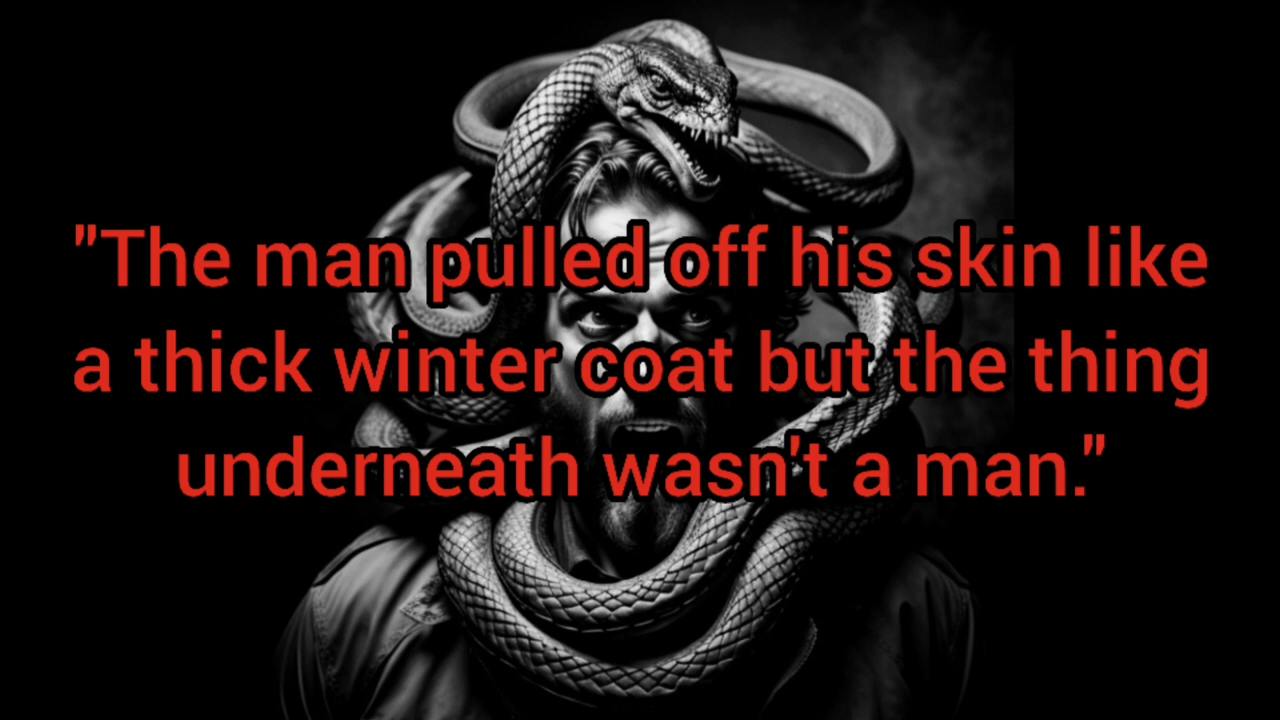 "The man pulled off his skin like
a thick winter coat but the thing
underneath wasn't a man."